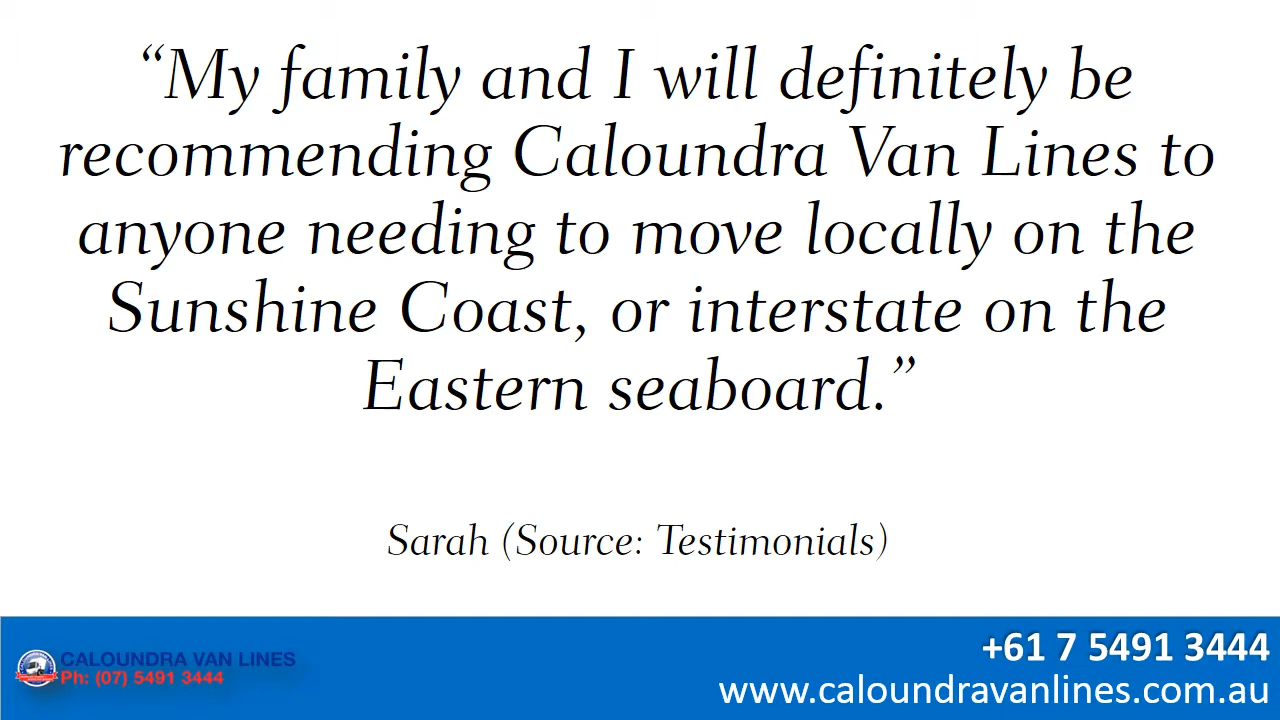 “My family and I will definitely be
recommending Caloundra Van Lines to
anyone needing to move locally on the
Sunshine Coast, or interstate on the
Eastern seaboard.”
Sarah (Source: Testimonials)
CALOUNDRA VAN LINES
Ph: (07) 5491 3444
+61 7 5491 3444
www.caloundravanlines.com.au